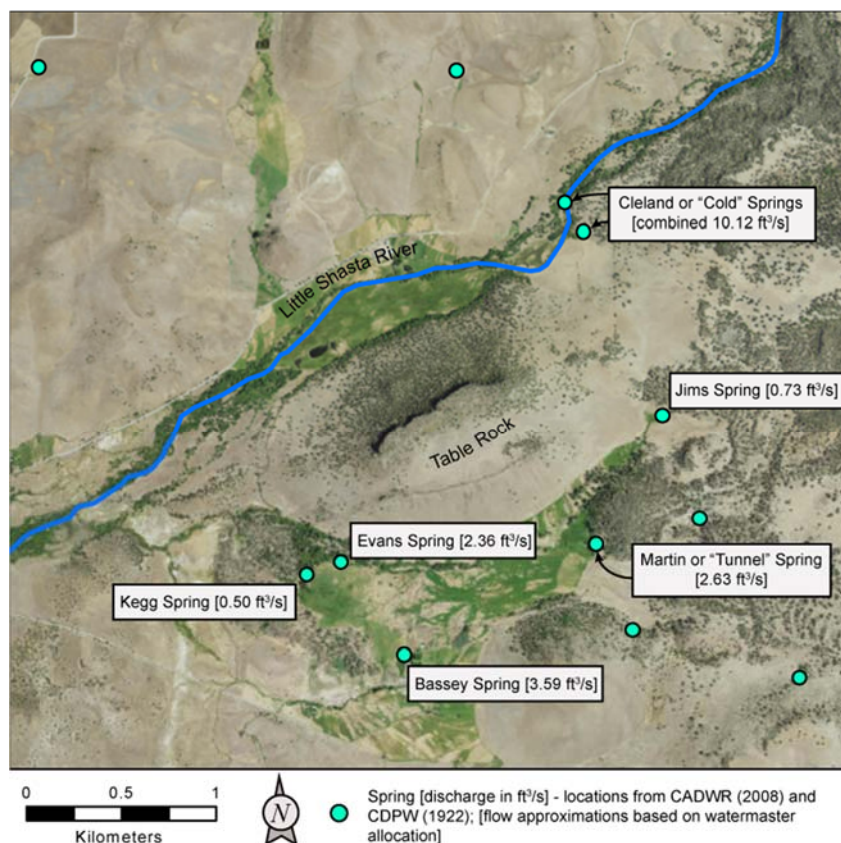 Cleland or “Cold” Springs
[combined 10.12 ft³/s]
Little Shasta River
Jims Spring [0.73 ft³/s]
Table Rock
Evans Spring [2.36 ft³/s]
Martin or “Tunnel” Spring
[2.63 ft³/s]
Kegg Spring [0.50 ft³/s]
Bassey Spring [3.59 ft³/s]
0 0.5 1
Kilometers
N
Spring [discharge in ft³/s] - locations from CADWR (2008) and
CDPW (1922); [flow approximations based on watermaster
allocation]